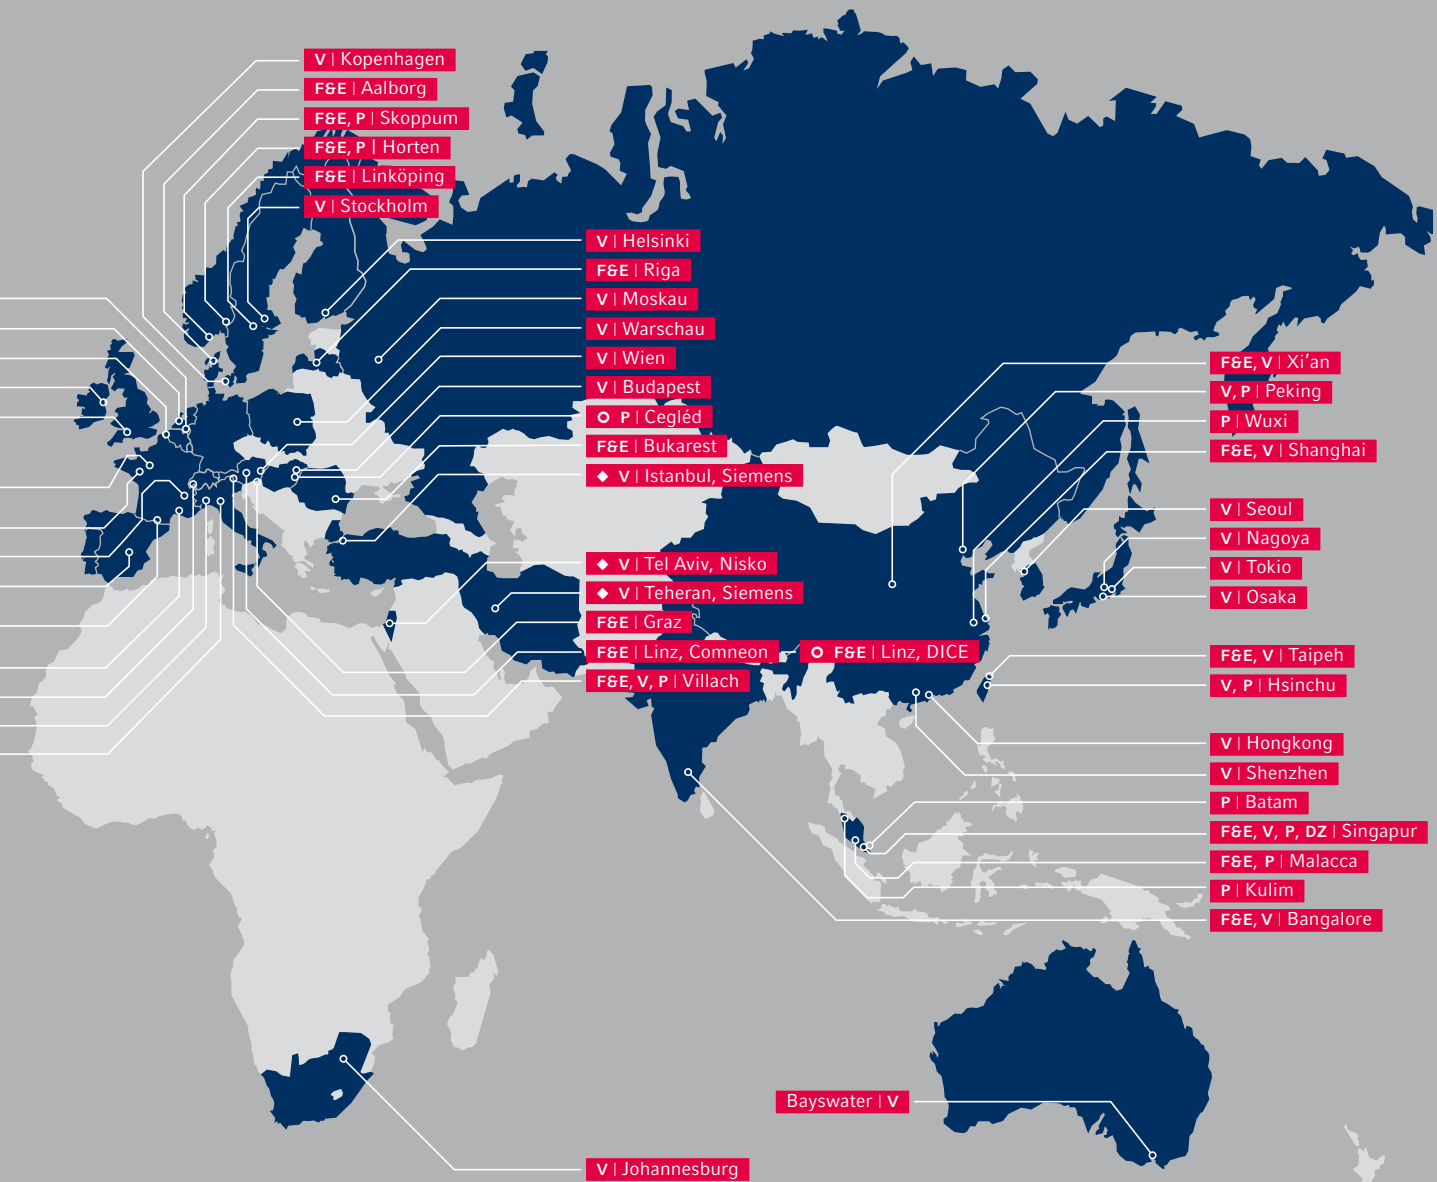 V | Kopenhagen
F&E | Aalborg
F&E, P | Skoppum
F&E, P | Horten
F&E | Linköping
V | Stockholm
V | Helsinki
F&E | Riga
V | Moskau
V | Warschau
V | Wien
V | Budapest
P | Cegléd
F&E | Bukarest
◆ V | Istanbul, Siemens
◆ V | Tel Aviv, Nisko
◆ V | Teheran, Siemens
F&E | Graz
F&E | Linz, Comneon
F&E | Linz, DICE
F&E, V, P | Villach
F&E, V | Xi’an
V, P | Peking
P | Wuxi
F&E, V | Shanghai
V | Seoul
V | Nagoya
V | Tokio
V | Osaka
F&E, V | Taipeh
V, P | Hsinchu
V | Hongkong
V | Shenzhen
P | Batam
F&E, V, P, DZ | Singapur
F&E, P | Malacca
P | Kulim
F&E, V | Bangalore
Bayswater | V
V | Johannesburg